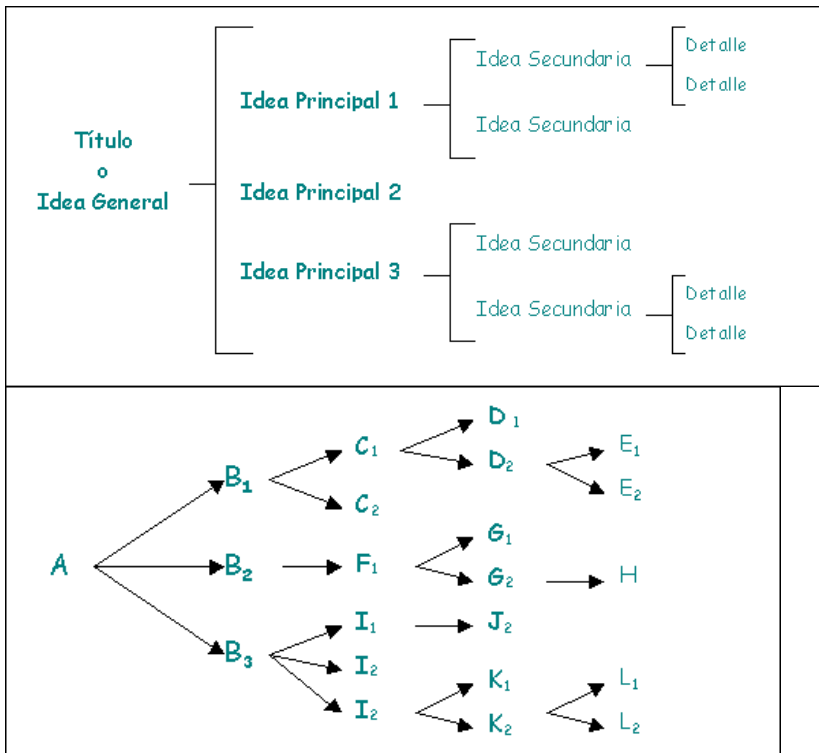 Título
o
Idea General
Idea Principal 1
Idea Secundaria
Detalle
Detalle
Idea Secundaria
Idea Principal 2
Idea Principal 3
Idea Secundaria
Idea Secundaria
Detalle
Detalle
A
B₁
C₁
D₁
D₂
E₁
E₂
C₂
B₂
F₁
G₁
G₂
H
B₃
I₁
J₂
I₂
I₂
K₁
K₂
L₁
L₂